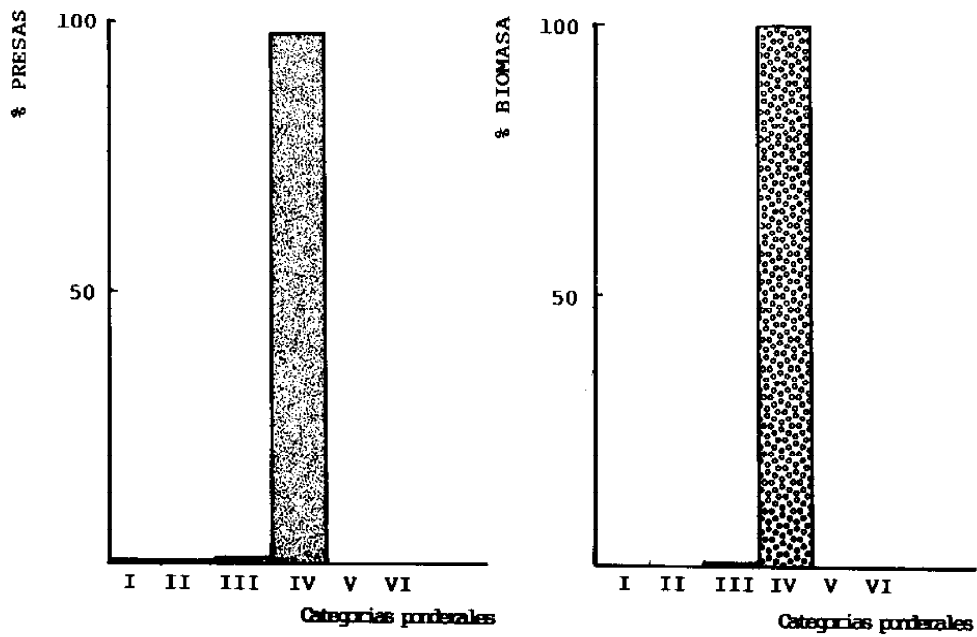 % PRESAS
100
50
I II III IV V VI
Categorias ponderales
% BIOMASA
100
50
I II III IV V VI
Categorias ponderales